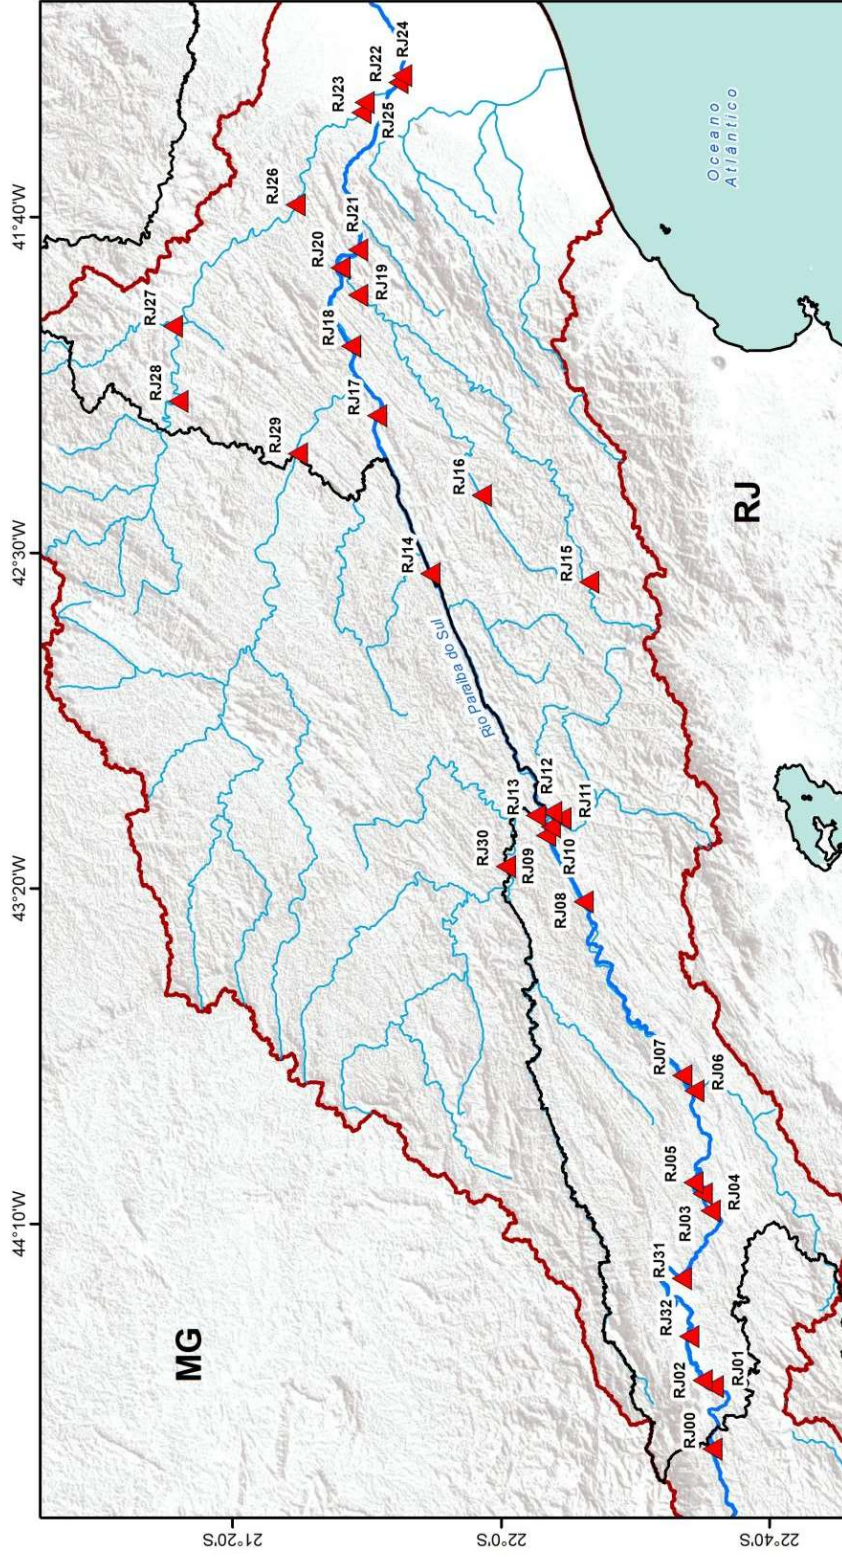 44°10'W
43°20'W
42°30'W
41°40'W
21°20'S
22°0'S
22°40'S
MG
RJ
Oceano
Atlântico
Rio Paraíba do Sul
RJ00
RJ01
RJ02
RJ32
RJ31
RJ03
RJ04
RJ05
RJ06
RJ07
RJ08
RJ09
RJ10
RJ11
RJ12
RJ13
RJ30
RJ14
RJ15
RJ16
RJ17
RJ18
RJ19
RJ20
RJ21
RJ29
RJ28
RJ27
RJ26
RJ25
RJ23
RJ22
RJ24